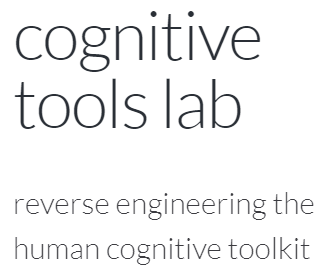 cognitive
tools lab
reverse engineering the
human cognitive toolkit